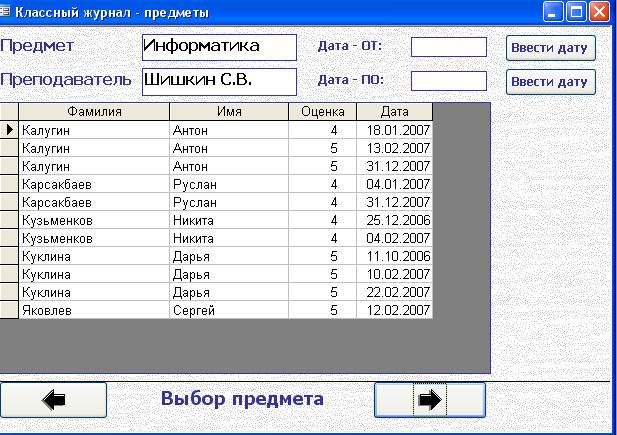 Классный журнал - предметы
Предмет Информатика Дата - ОТ: Ввести дату
Преподаватель Шишкин С.В. Дата - ПО: Ввести дату
Фамилия Имя Оценка Дата
Калугин Антон 4 18.01.2007
Калугин Антон 5 13.02.2007
Калугин Антон 5 31.12.2007
Карсакбаев Руслан 4 04.01.2007
Карсакбаев Руслан 4 31.12.2007
Кузьменков Никита 4 25.12.2006
Кузьменков Никита 4 04.02.2007
Куклина Дарья 5 11.10.2006
Куклина Дарья 5 10.02.2007
Куклина Дарья 5 22.02.2007
Яковлев Сергей 5 12.02.2007
Выбор предмета